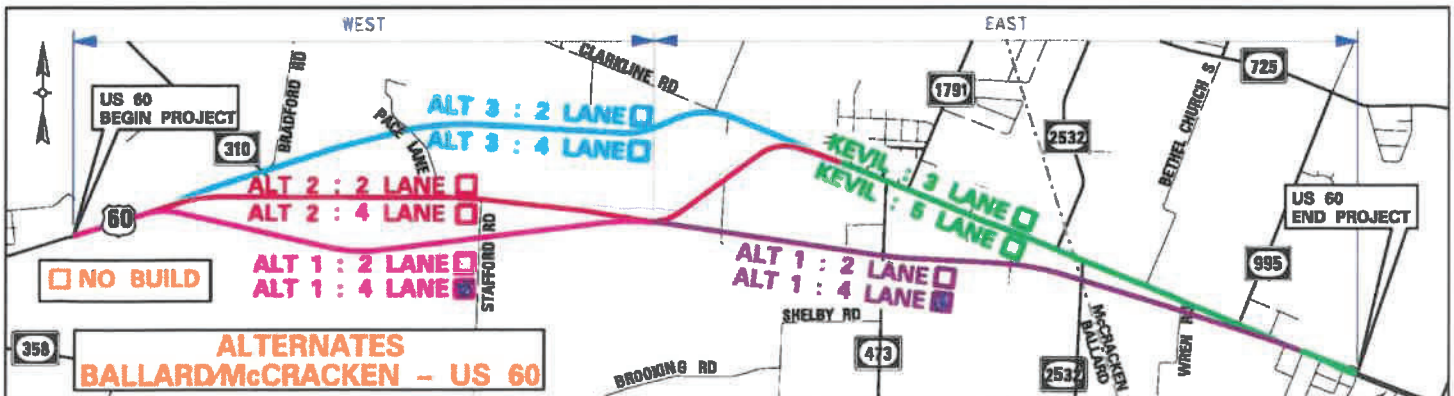 WEST
EAST
US 60
BEGIN PROJECT
BRADFORD RD
310
PACE LANE
CLARKLINE RD
1791
2532
BETHEL CHURCH S
725
ALT 3 : 2 LANE
ALT 3 : 4 LANE
KEVIL : 3 LANE
KEVIL : 5 LANE
ALT 2 : 2 LANE
ALT 2 : 4 LANE
60
US 60
END PROJECT
ALT 1 : 2 LANE
ALT 1 : 4 LANE
STAFFORD RD
NO BUILD
ALT 1 : 2 LANE
ALT 1 : 4 LANE
995
SHELBY RD
358
ALTERNATES
BALLARD/McCRACKEN - US 60
BROOKING RD
473
2532
McCRACKEN
BALLARD
WREN RD